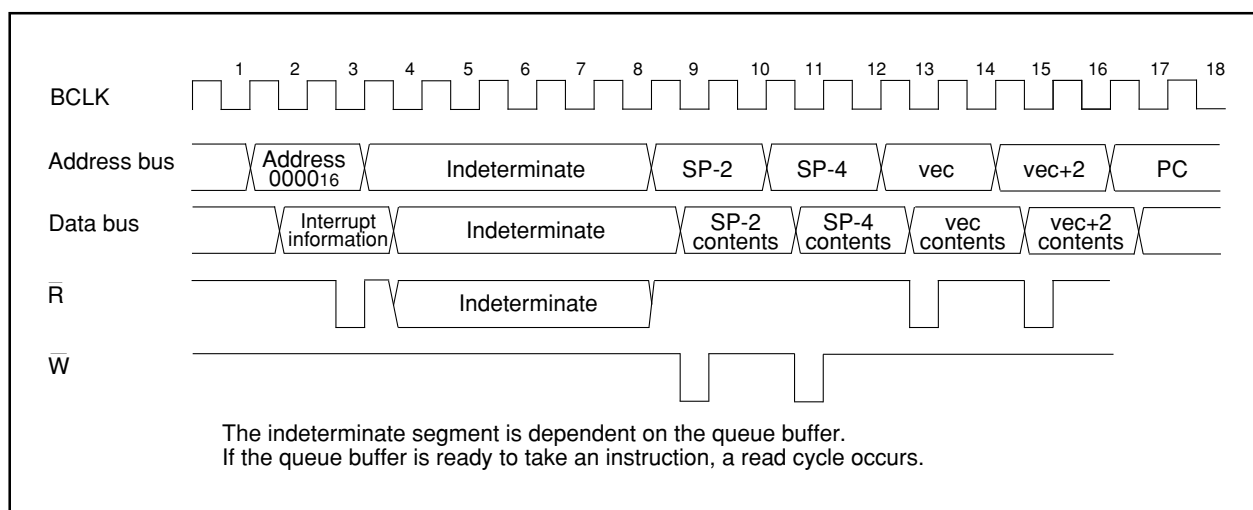 1 2 3 4 5 6 7 8 9 10 11 12 13 14 15 16 17 18
BCLK
Address bus
Address
000016
Indeterminate
SP-2
SP-4
vec
vec+2
PC
Data bus
Interrupt
information
Indeterminate
SP-2
contents
SP-4
contents
vec
contents
vec+2
contents
R
Indeterminate
W
The indeterminate segment is dependent on the queue buffer.
If the queue buffer is ready to take an instruction, a read cycle occurs.